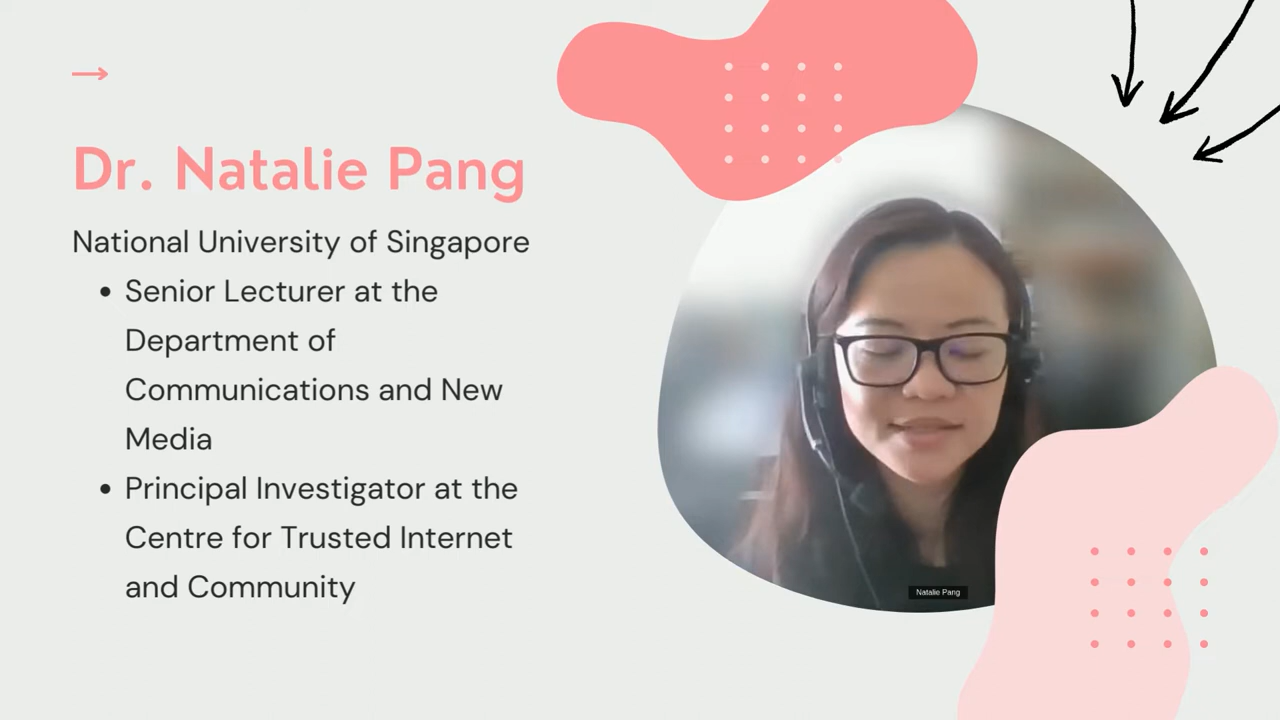 Dr. Natalie Pang
National University of Singapore
• Senior Lecturer at the
Department of
Communications and New
Media
• Principal Investigator at the
Centre for Trusted Internet
and Community
Natalie Pang